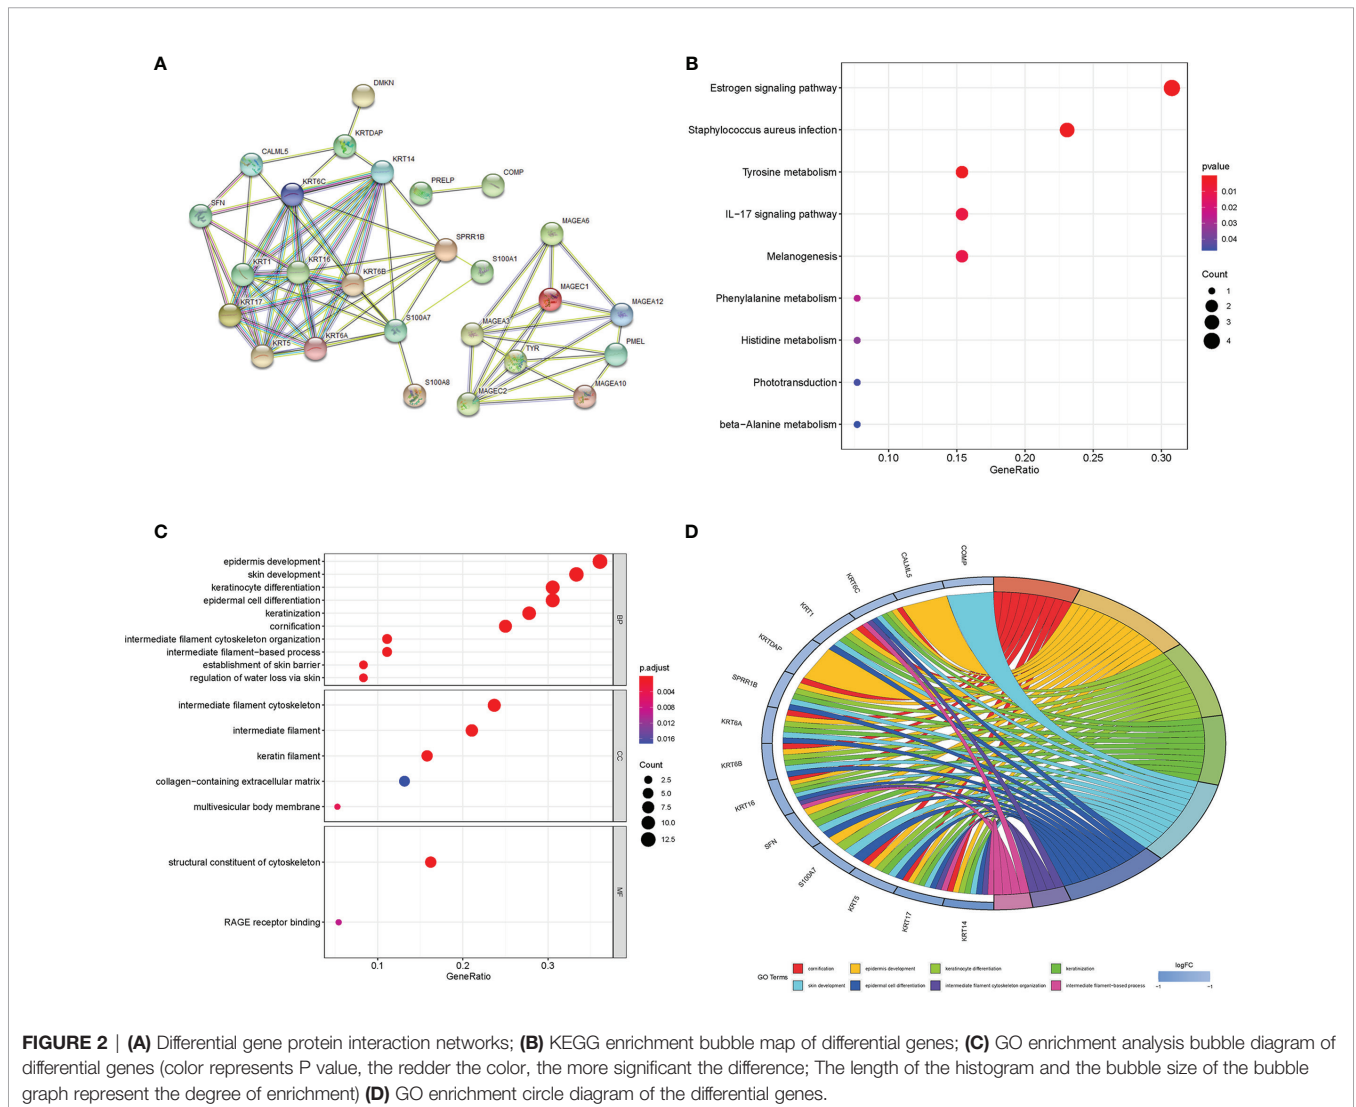 A
DMKN
KRTDAP
CALML5
KRT14
KRT6C
PRELP
COMP
SFN
MAGEA6
SPRR1B
KRT1
KRT16
KRT6B
S100A1
MAGEC1
MAGEA12
KRT17
S100A7
MAGEA3
KRT5
KRT6A
TYR
PMEL
S100A8
MAGEC2
MAGEA10
B
Estrogen signaling pathway
Staphylococcus aureus infection
Tyrosine metabolism
IL-17 signaling pathway
Melanogenesis
Phenylalanine metabolism
Histidine metabolism
Phototransduction
beta-Alanine metabolism
0.10 0.15 0.20 0.25 0.30
GeneRatio
pvalue
0.01
0.02
0.03
0.04
Count
1
2
3
4
C
epidermis development
skin development
keratinocyte differentiation
epidermal cell differentiation
keratinization
cornification
intermediate filament cytoskeleton organization
intermediate filament-based process
establishment of skin barrier
regulation of water loss via skin
BP
intermediate filament cytoskeleton
intermediate filament
keratin filament
collagen-containing extracellular matrix
multivesicular body membrane
CC
structural constituent of cytoskeleton
RAGE receptor binding
MF
0.1 0.2 0.3
GeneRatio
p.adjust
0.004
0.008
0.012
0.016
Count
2.5
5.0
7.5
10.0
12.5
D
COMP
CALML5
KRT6C
KRT1
KRTDAP
SPRR1B
KRT6A
KRT6B
KRT16
SFN
S100A7
KRT5
KRT17
KRT14
GO Terms
cornification epidermis development keratinocyte differentiation keratinization
skin development epidermal cell differentiation intermediate filament cytoskeleton organization intermediate filament-based process
logFC
-1 -1
FIGURE 2 | (A) Differential gene protein interaction networks; (B) KEGG enrichment bubble map of differential genes; (C) GO enrichment analysis bubble diagram of
differential genes (color represents P value, the redder the color, the more significant the difference; The length of the histogram and the bubble size of the bubble
graph represent the degree of enrichment) (D) GO enrichment circle diagram of the differential genes.